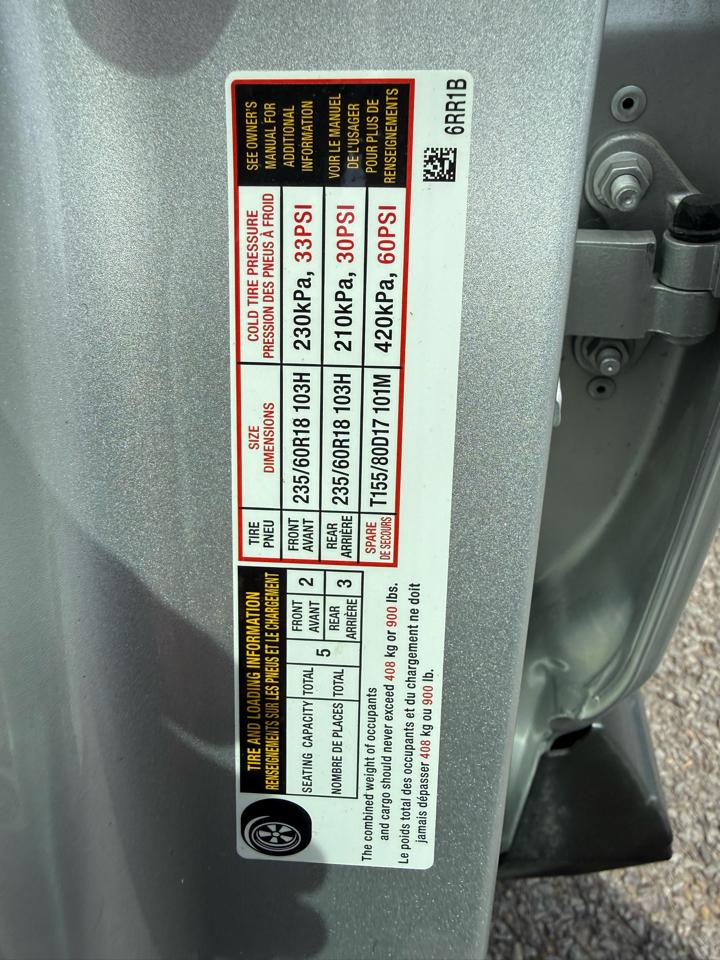 TIRE AND LOADING INFORMATION
RENSEIGNEMENTS SUR LES PNEUS ET LE CHARGEMENT
SEATING CAPACITY TOTAL 5 FRONT AVANT 2
NOMBRE DE PLACES TOTAL REAR ARRIÈRE 3
The combined weight of occupants
and cargo should never exceed 408 kg or 900 lbs.
Le poids total des occupants et du chargement ne doit
jamais dépasser 408 kg ou 900 lb.
TIRE
PNEU
SIZE
DIMENSIONS
COLD TIRE PRESSURE
PRESSION DES PNEUS À FROID
FRONT
AVANT
235/60R18 103H
230kPa, 33PSI
REAR
ARRIÈRE
235/60R18 103H
210kPa, 30PSI
SPARE
DE SECOURS
T155/80D17 101M
420kPa, 60PSI
SEE OWNER'S
MANUAL FOR
ADDITIONAL
INFORMATION
VOIR LE MANUEL
DE L'USAGER
POUR PLUS DE
RENSEIGNEMENTS
6RR1B